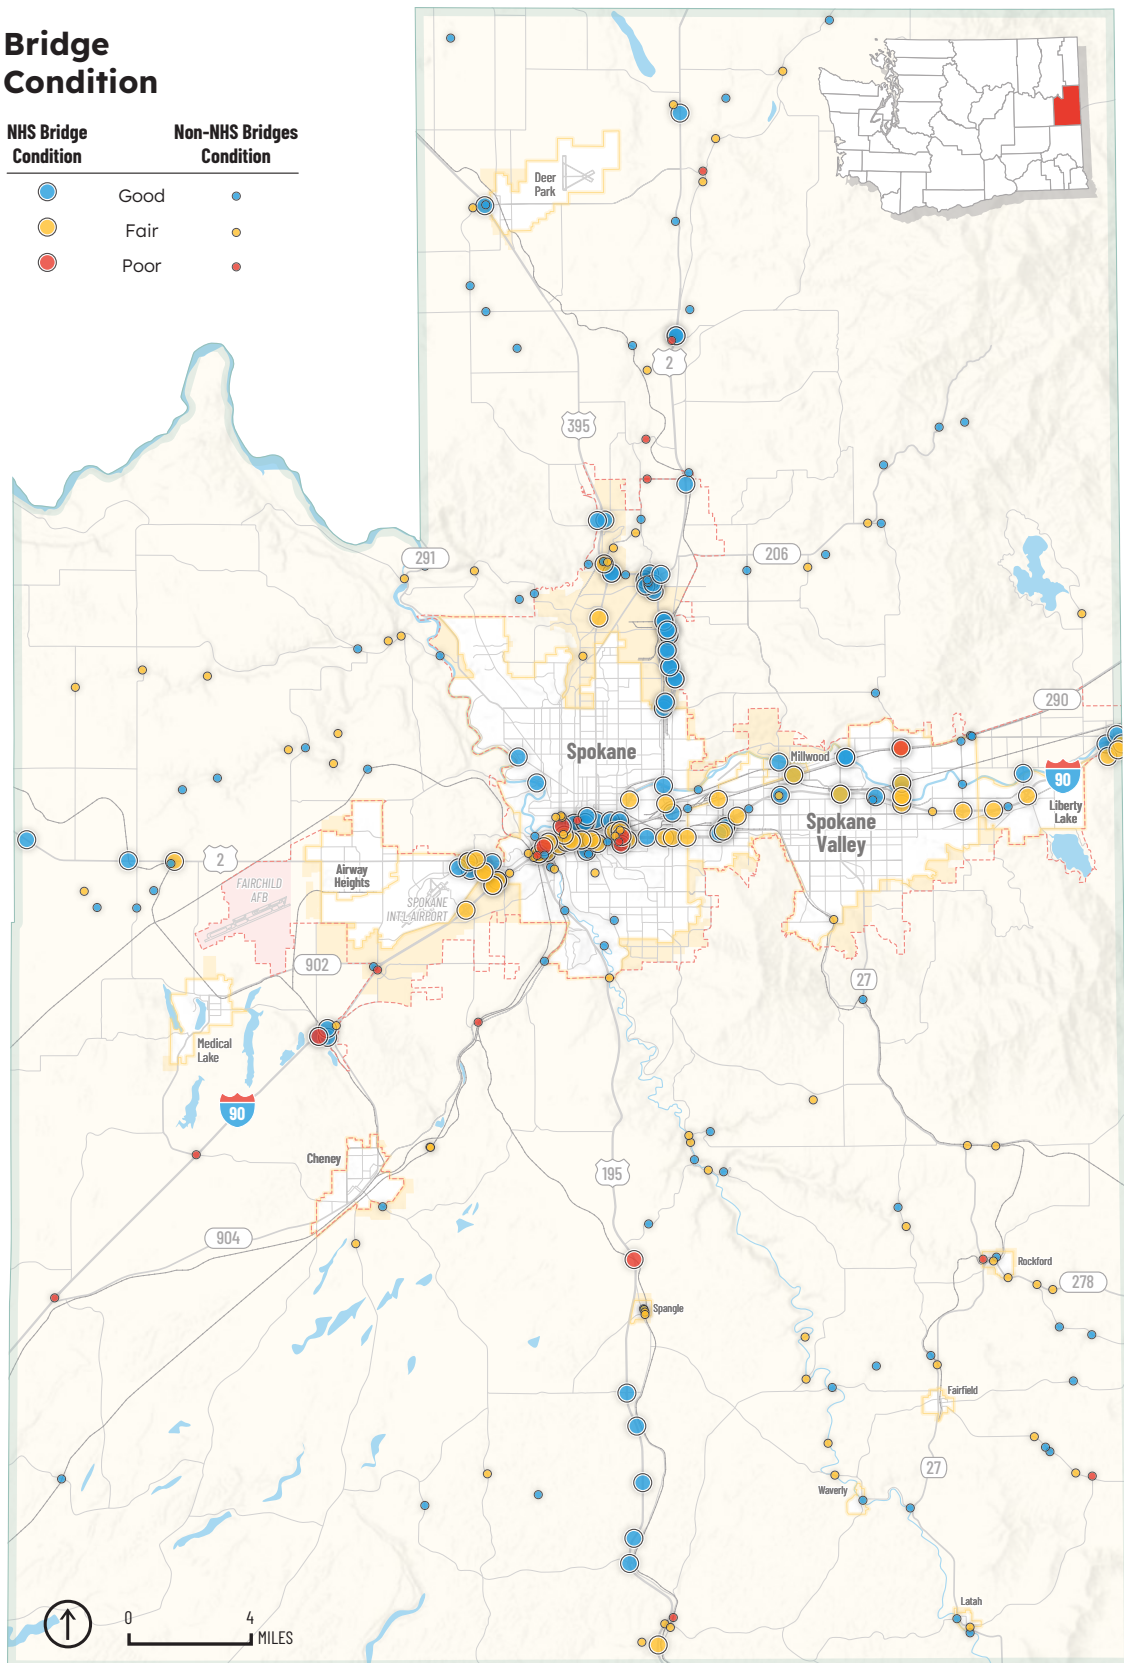 Bridge
Condition
NHS Bridge
Condition
Non-NHS Bridges
Condition
Good
Fair
Poor
Deer
Park
2
395
291
206
290
Spokane
Millwood
90
Liberty
Lake
Spokane
Valley
2
Airway
Heights
FAIRCHILD
AFB
SPOKANE
INT'L AIRPORT
902
27
Medical
Lake
90
Cheney
195
904
Rockford
278
Spangle
Fairfield
27
Waverly
Latah
0
4
MILES